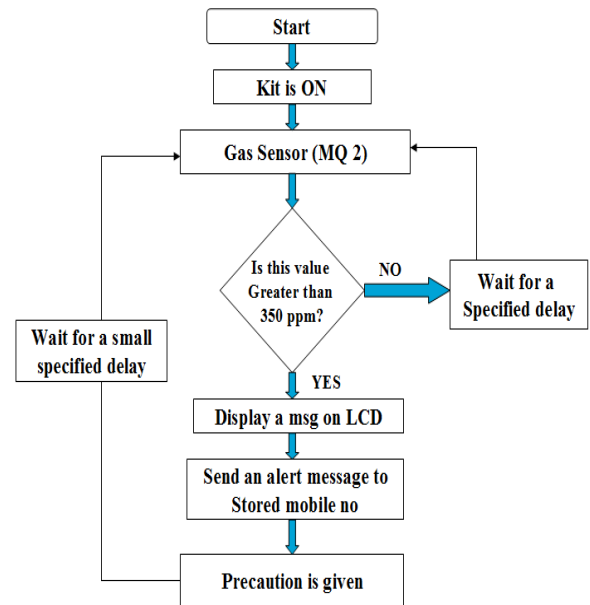 Start
Kit is ON
Gas Sensor (MQ 2)
Is this value
Greater than
350 ppm?
NO
Wait for a
Specified delay
Wait for a small
specified delay
YES
Display a msg on LCD
Send an alert message to
Stored mobile no
Precaution is given